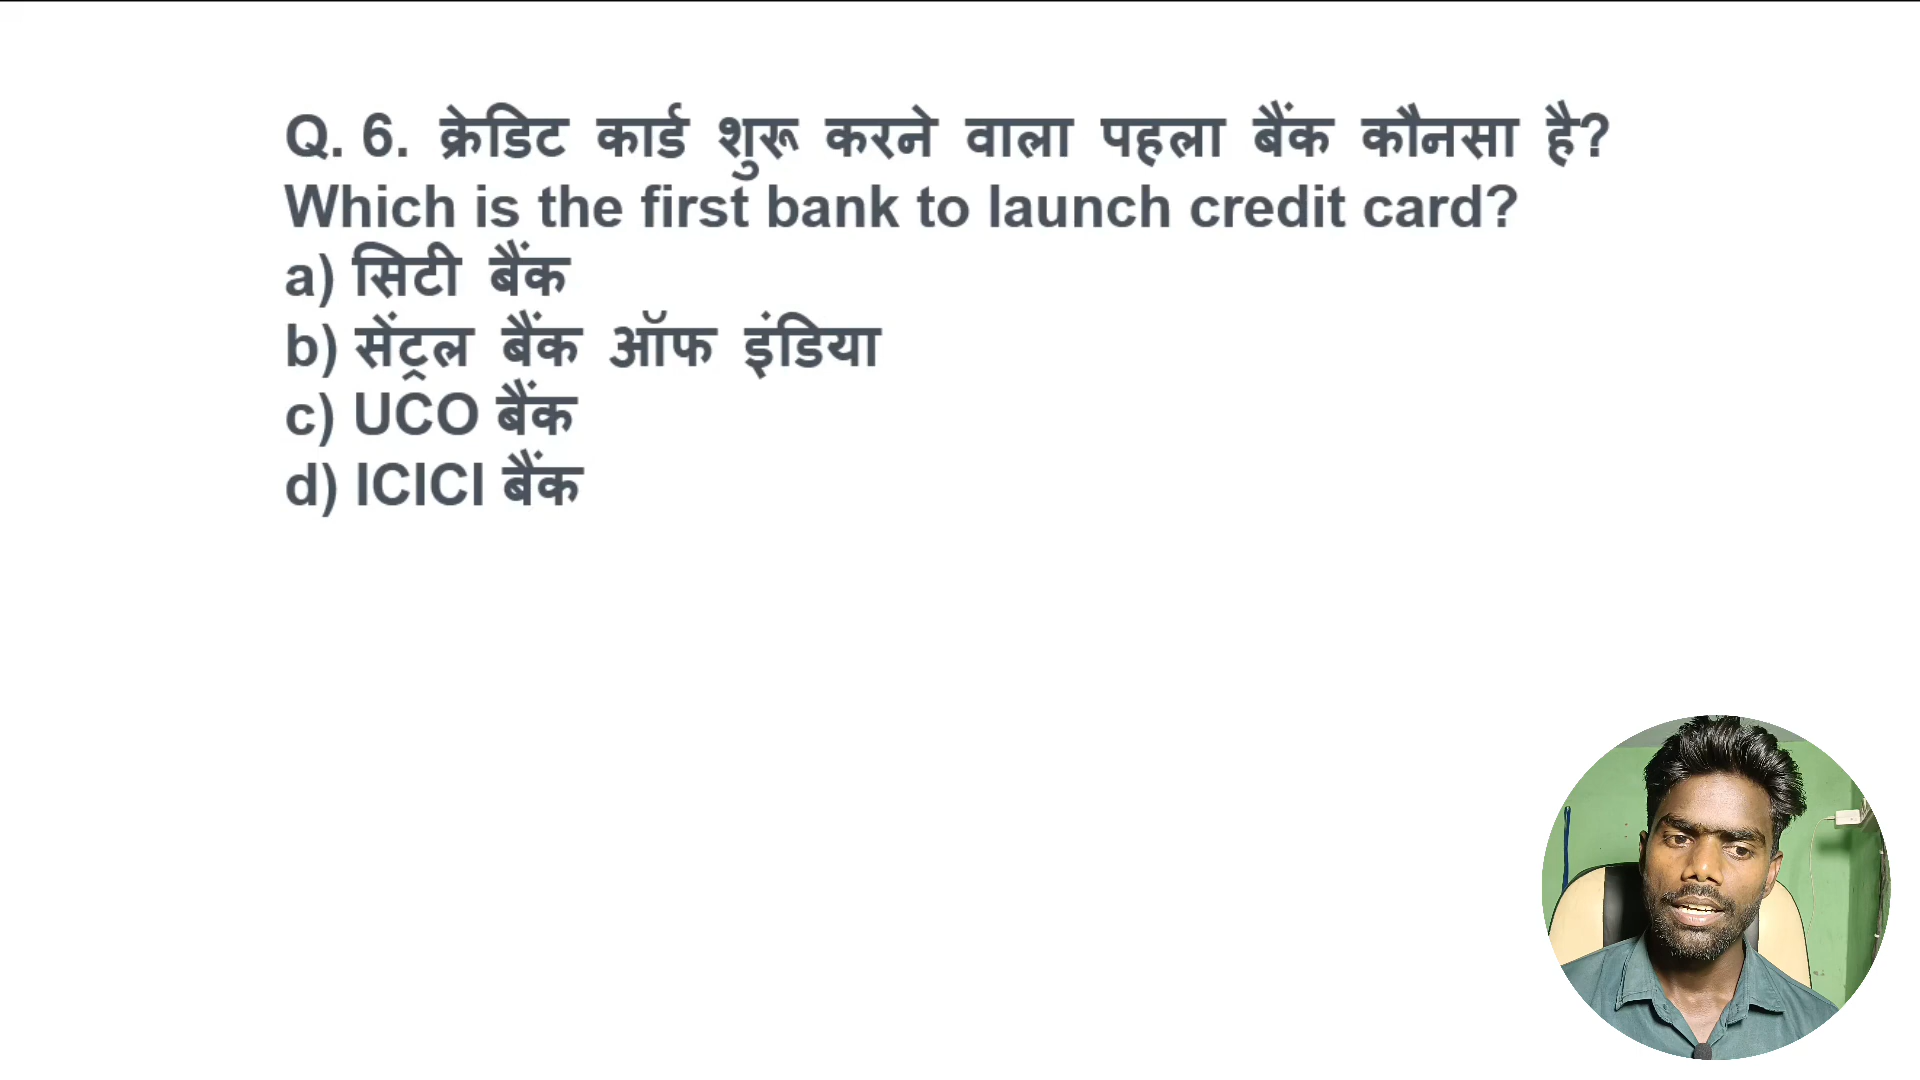 Q. 6. क्रेडिट कार्ड शुरू करने वाला पहला बैंक कौनसा है?
Which is the first bank to launch credit card?
a) सिटी बैंक
b) सेंट्रल बैंक ऑफ इंडिया
c) UCO बैंक
d) ICICI बैंक